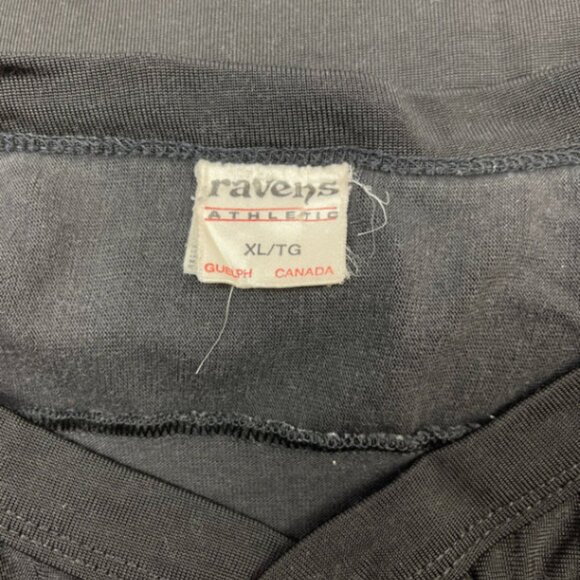 ravens
ATHLETIC
XL/TG
GUELPH CANADA